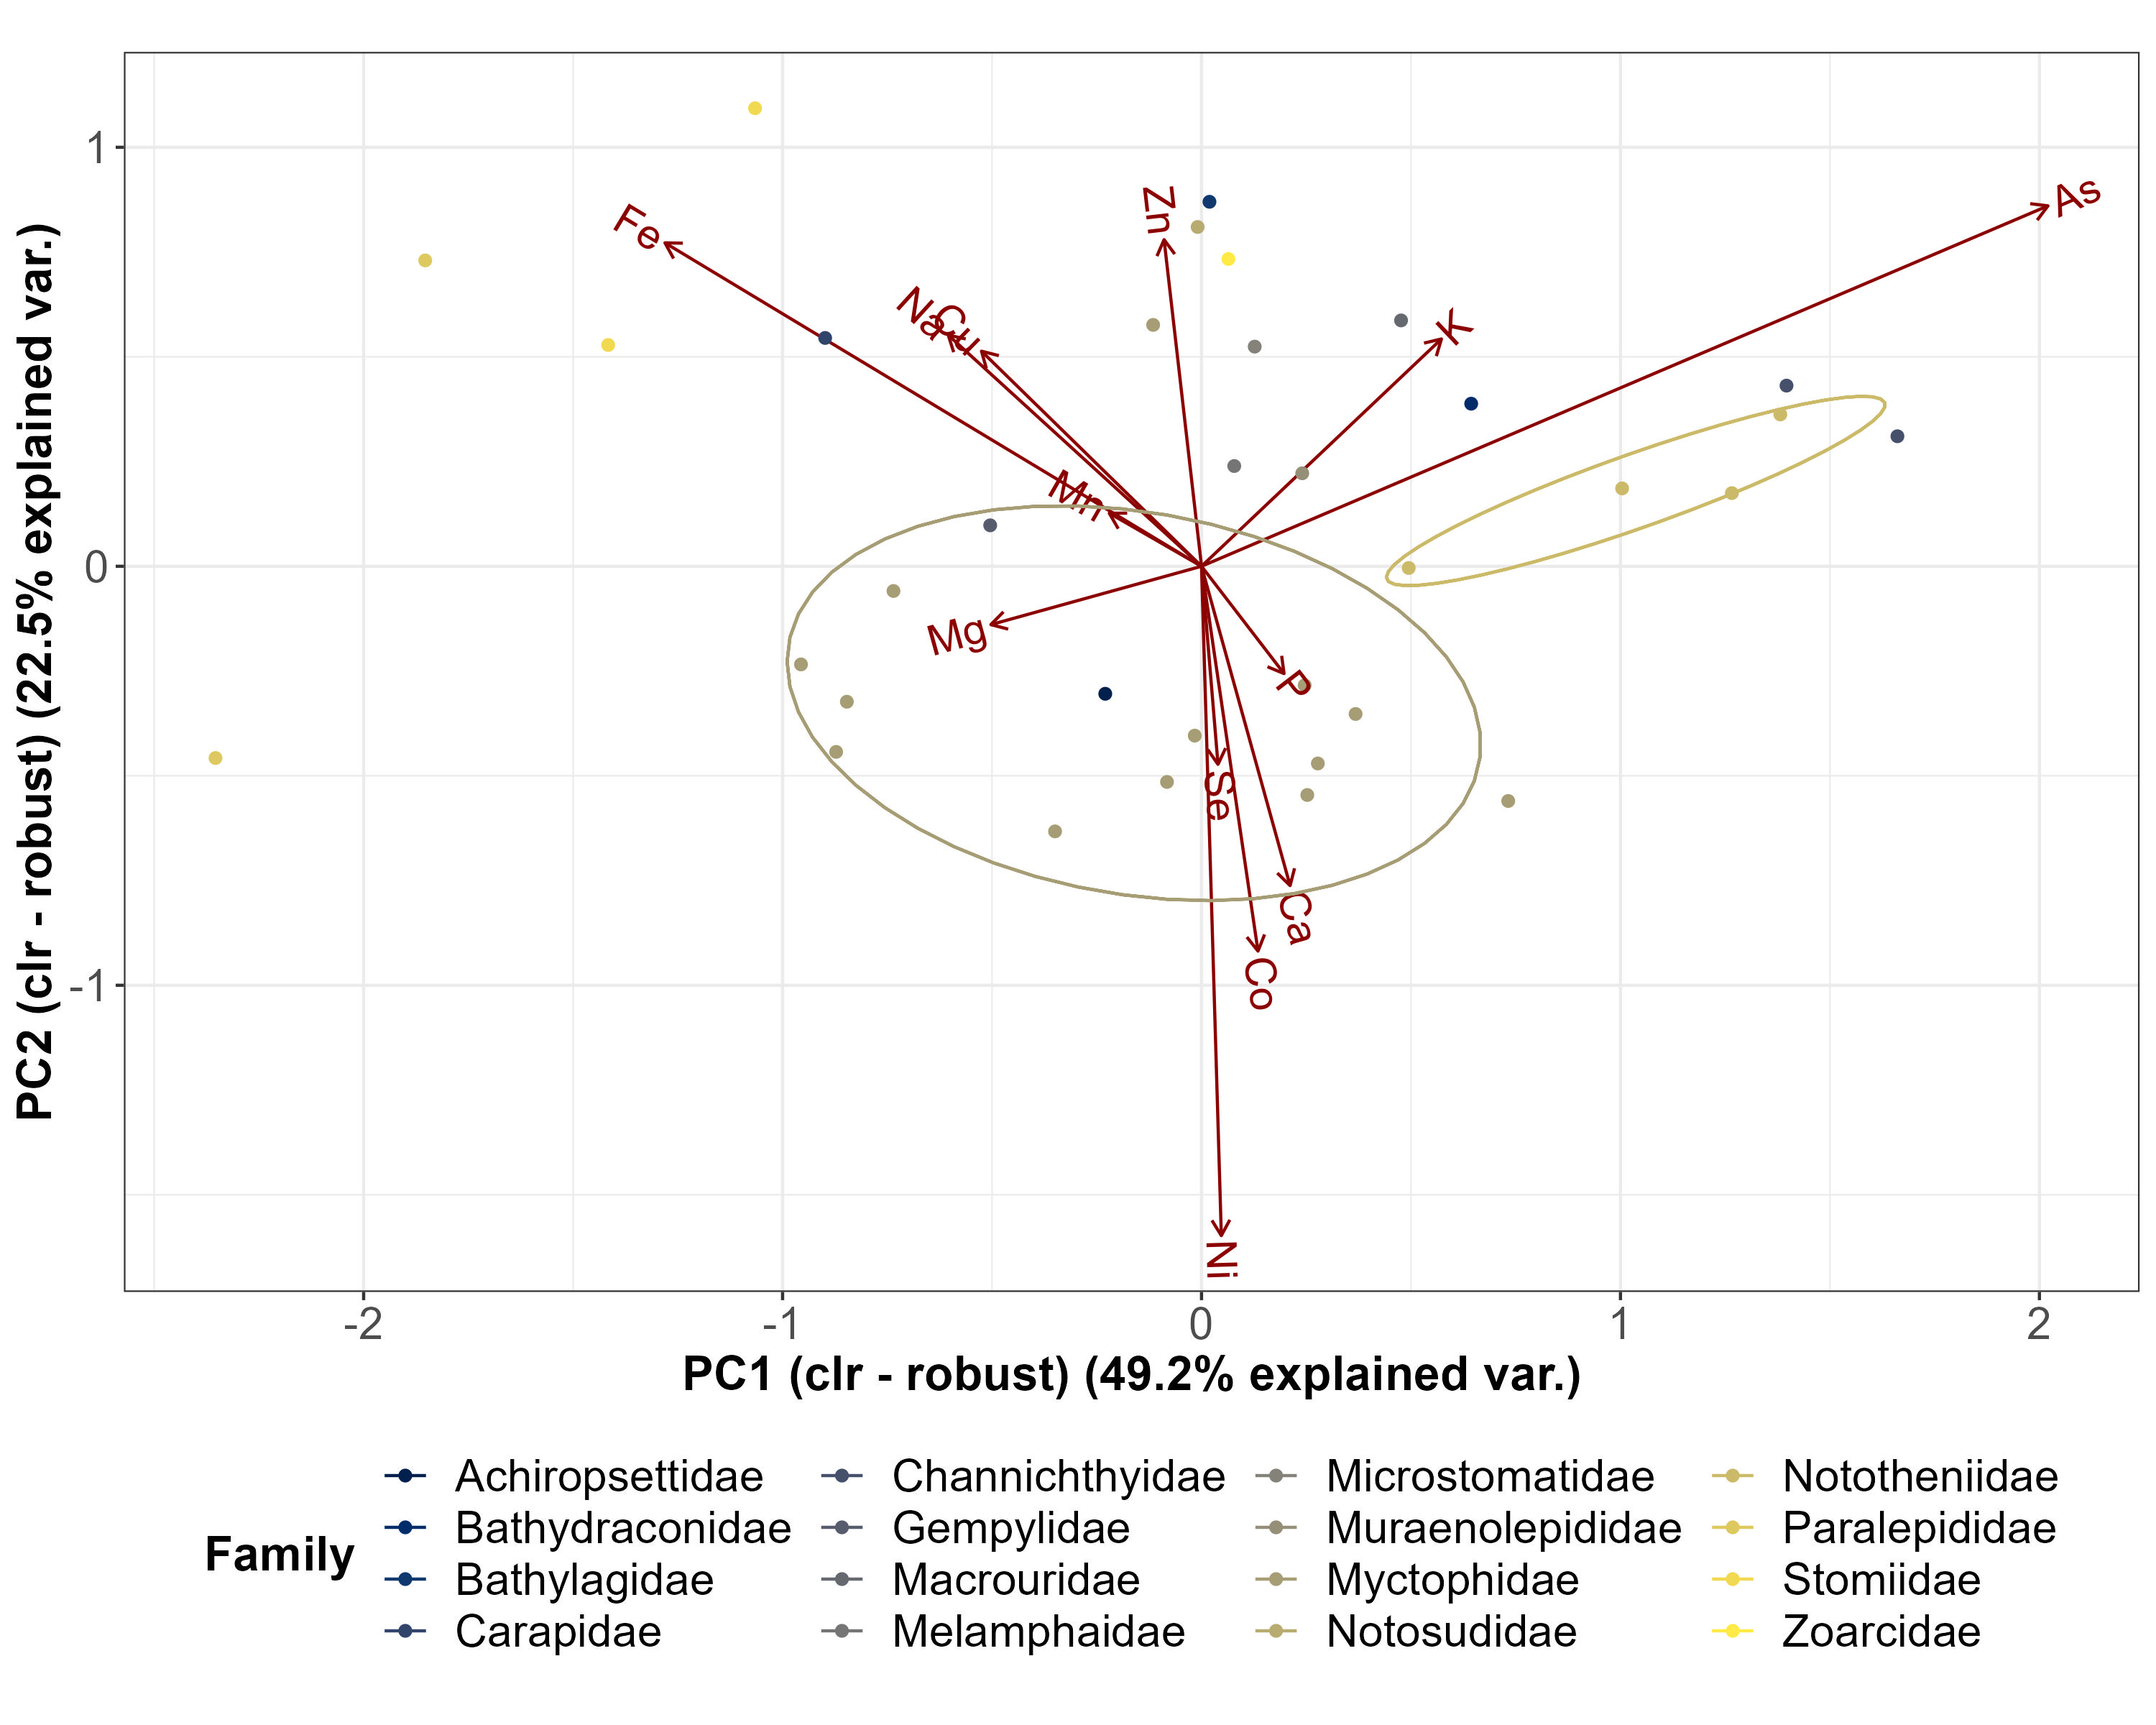 PC2 (clr - robust) (22.5% explained var.)
1
0
-1
Fe
Na
Cu
Zn
K
As
Mn
Mg
P
Se
Ca
Co
Ni
-2
-1
0
1
2
PC1 (clr - robust) (49.2% explained var.)
Family
Achiropsettidae
Bathydraconidae
Bathylagidae
Carapidae
Channichthyidae
Gempylidae
Macrouridae
Melamphaidae
Microstomatidae
Muraenolepididae
Myctophidae
Notosudidae
Nototheniidae
Paralepididae
Stomiidae
Zoarcidae